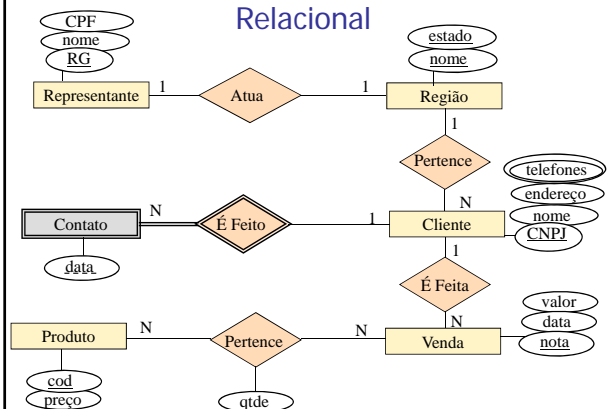 Relacional
CPF
nome
RG
estado
nome
Representante
1
Atua
1
Região
1
Pertence
N
telefones
endereço
nome
CNPJ
Contato
N
É Feito
1
Cliente
data
1
É Feita
N
valor
data
nota
Produto
N
Pertence
N
Venda
cod
preço
qtde